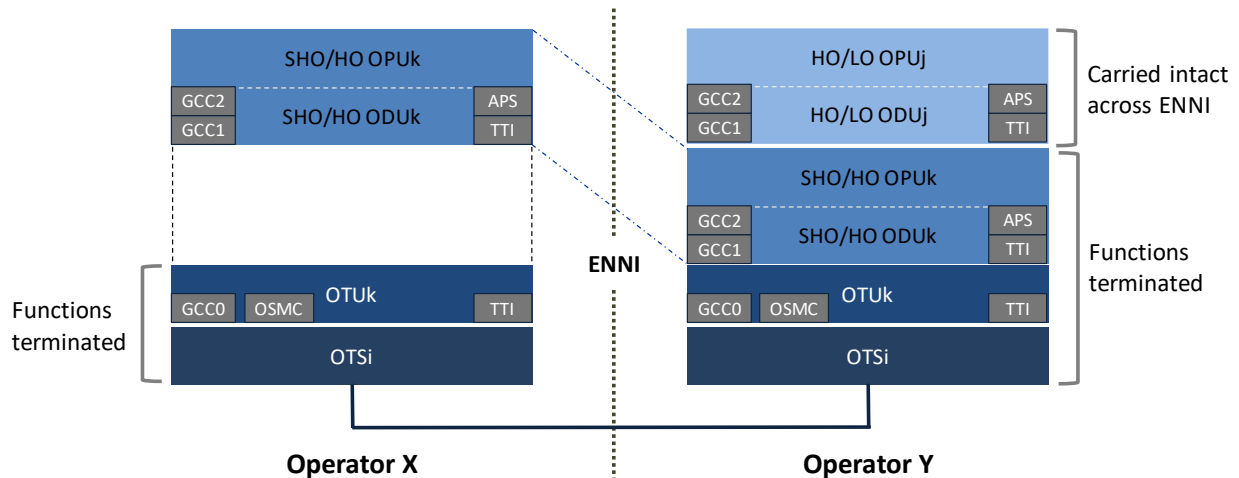 SHO/HO OPUk
GCC2
APS
SHO/HO ODUk
GCC1
TTI
OTUk
GCC0
OSMC
TTI
OTSi
Functions
terminated
Operator X
ENNI
HO/LO OPUj
GCC2
APS
HO/LO ODUj
GCC1
TTI
Carried intact
across ENNI
SHO/HO OPUk
GCC2
APS
SHO/HO ODUk
GCC1
TTI
OTUk
GCC0
OSMC
TTI
OTSi
Functions
terminated
Operator Y